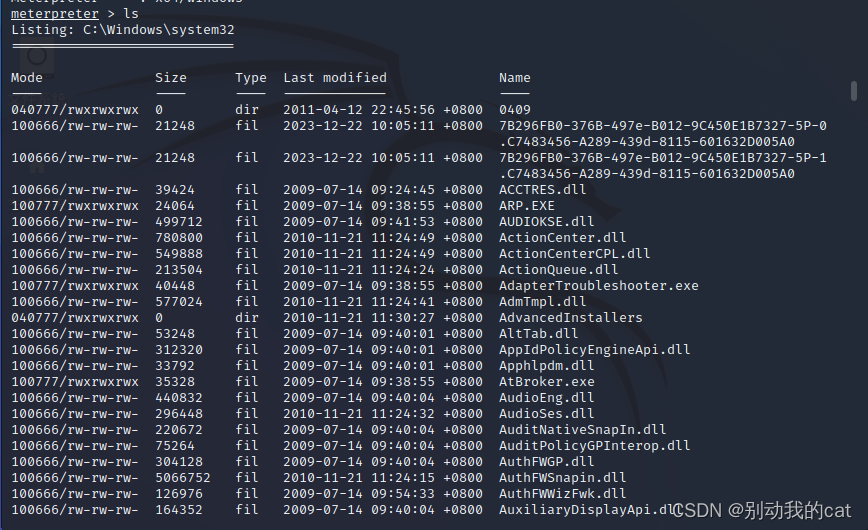 meterpreter > ls
Listing: C:\Windows\system32
============================
Mode Size Type Last modified Name
---- ---- ---- ------------- ----
040777/rwxrwxrwx 0 dir 2011-04-12 22:45:56 +0800 0409
100666/rw-rw-rw- 21248 fil 2023-12-22 10:05:11 +0800 7B296FB0-376B-497e-B012-9C450E1B7327-5P-0
.C7483456-A289-439d-8115-601632D005A0
100666/rw-rw-rw- 21248 fil 2023-12-22 10:05:11 +0800 7B296FB0-376B-497e-B012-9C450E1B7327-5P-1
.C7483456-A289-439d-8115-601632D005A0
100666/rw-rw-rw- 39424 fil 2009-07-14 09:24:45 +0800 ACCTRES.dll
100777/rwxrwxrwx 24064 fil 2009-07-14 09:38:55 +0800 ARP.EXE
100666/rw-rw-rw- 499712 fil 2009-07-14 09:41:53 +0800 AUDIOKSE.dll
100666/rw-rw-rw- 780800 fil 2010-11-21 11:24:49 +0800 ActionCenter.dll
100666/rw-rw-rw- 549888 fil 2010-11-21 11:24:49 +0800 ActionCenterCPL.dll
100666/rw-rw-rw- 213504 fil 2010-11-21 11:24:24 +0800 ActionQueue.dll
100777/rwxrwxrwx 40448 fil 2009-07-14 09:38:55 +0800 AdapterTroubleshooter.exe
100666/rw-rw-rw- 577024 fil 2010-11-21 11:24:41 +0800 AdmTmpl.dll
040777/rwxrwxrwx 0 dir 2010-11-21 11:30:27 +0800 AdvancedInstallers
100666/rw-rw-rw- 53248 fil 2009-07-14 09:40:01 +0800 AltTab.dll
100666/rw-rw-rw- 312320 fil 2009-07-14 09:40:01 +0800 AppIdPolicyEngineApi.dll
100666/rw-rw-rw- 33792 fil 2009-07-14 09:40:01 +0800 Apphlpdm.dll
100777/rwxrwxrwx 35328 fil 2009-07-14 09:38:55 +0800 AtBroker.exe
100666/rw-rw-rw- 440832 fil 2009-07-14 09:40:04 +0800 AudioEng.dll
100666/rw-rw-rw- 296448 fil 2010-11-21 11:24:32 +0800 AudioSes.dll
100666/rw-rw-rw- 220672 fil 2009-07-14 09:40:04 +0800 AuditNativeSnapIn.dll
100666/rw-rw-rw- 75264 fil 2009-07-14 09:40:04 +0800 AuditPolicyGPInterop.dll
100666/rw-rw-rw- 304128 fil 2009-07-14 09:40:04 +0800 AuthFWGP.dll
100666/rw-rw-rw- 5066752 fil 2010-11-21 11:24:15 +0800 AuthFWSnapin.dll
100666/rw-rw-rw- 126976 fil 2009-07-14 09:54:33 +0800 AuthFWWizFwk.dll
100666/rw-rw-rw- 164352 fil 2009-07-14 09:40:04 +0800 AuxiliaryDisplayApi.dll
CSDN @别动我的cat